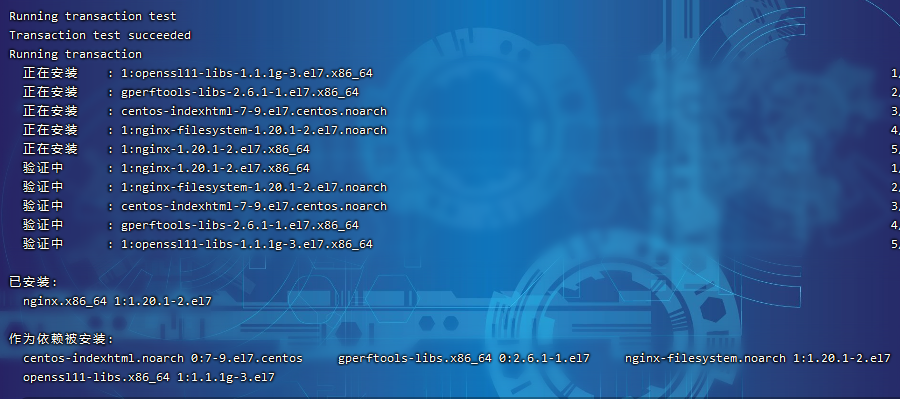 Running transaction test
Transaction test succeeded
Running transaction
正在安装 : 1:openssl11-libs-1.1.1g-3.el7.x86_64 1/
正在安装 : gperftools-libs-2.6.1-1.el7.x86_64 2/
正在安装 : centos-indexhtml-7-9.el7.centos.noarch 3/
正在安装 : 1:nginx-filesystem-1.20.1-2.el7.noarch 4/
正在安装 : 1:nginx-1.20.1-2.el7.x86_64 5/
验证中 : 1:nginx-1.20.1-2.el7.x86_64 1/
验证中 : 1:nginx-filesystem-1.20.1-2.el7.noarch 2/
验证中 : centos-indexhtml-7-9.el7.centos.noarch 3/
验证中 : gperftools-libs-2.6.1-1.el7.x86_64 4/
验证中 : 1:openssl11-libs-1.1.1g-3.el7.x86_64 5/
已安装:
nginx.x86_64 1:1.20.1-2.el7
作为依赖被安装:
centos-indexhtml.noarch 0:7-9.el7.centos gperftools-libs.x86_64 0:2.6.1-1.el7 nginx-filesystem.noarch 1:1.20.1-2.el7
openssl11-libs.x86_64 1:1.1.1g-3.el7